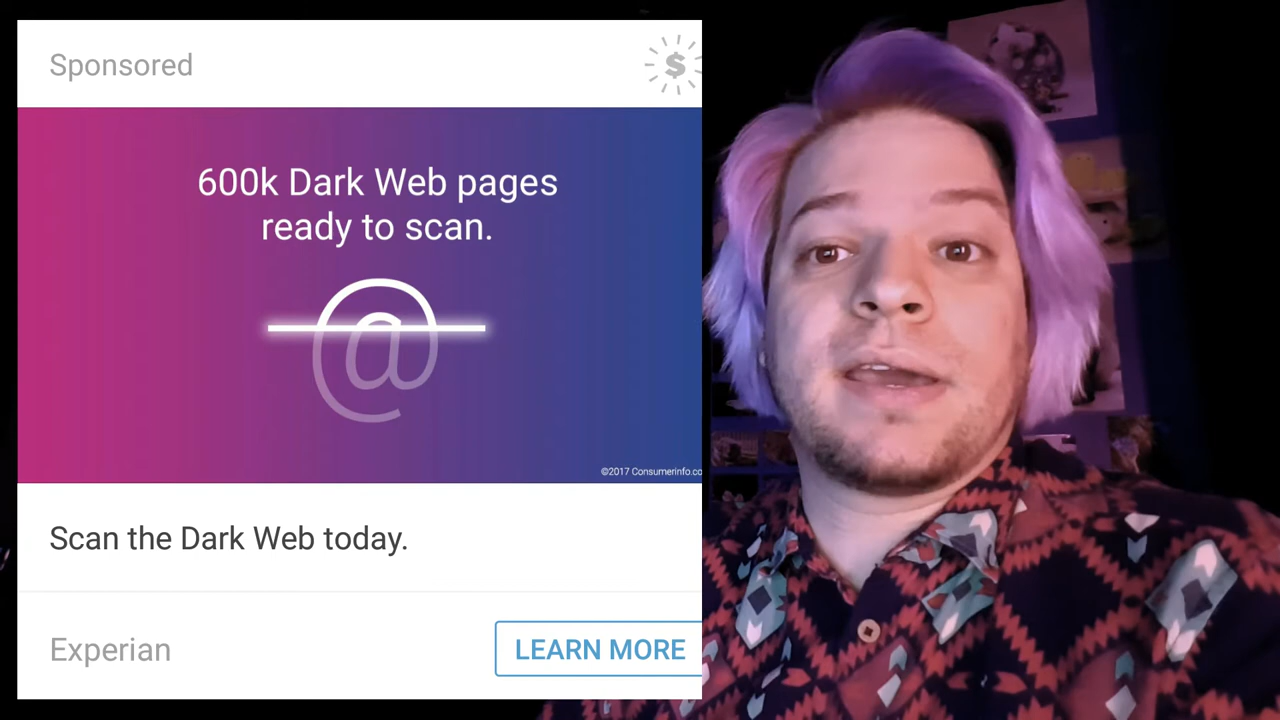 Sponsored
$
600k Dark Web pages
ready to scan.
@
©2017 Consumerinfo.co
Scan the Dark Web today.
Experian
LEARN MORE